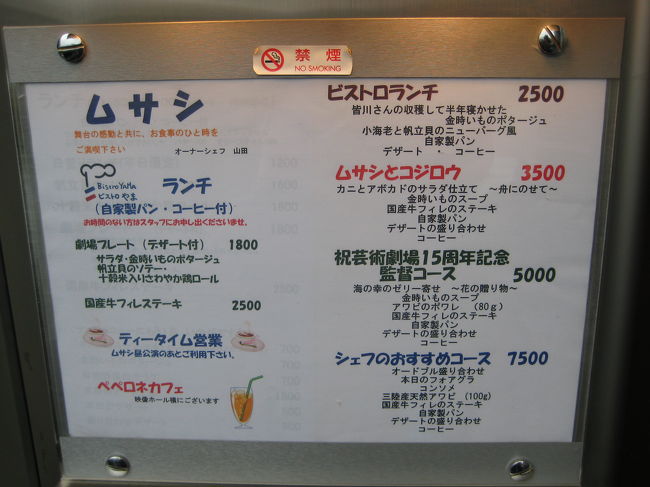 禁煙
NO SMOKING
ムサシ
舞台の感動と共に、お食事のひと時を
ご満喫下さい
オーナーシェフ 山田
Bistro YAMA
ビストロ やま
ランチ
(自家製パン・コーヒー付)
お時間のない方はスタッフにお申し出くださいませ。
劇場プレート(デザート付) 1800
サラダ・金時いものポタージュ
帆立貝のソテー・
十穀米入りさわやか鶏ロール
国産牛フィレステーキ 2500
ティータイム営業
ムサシ昼公演のあとご利用下さい。
ペペロネカフェ
映像ホール横にございます
ビストロランチ 2500
皆川さんの収穫して半年寝かせた
金時いものポタージュ
小海老と帆立貝のニューバーグ風
自家製パン
デザート ・ コーヒー
ムサシとコジロウ 3500
カニとアボカドのサラダ仕立て ~舟にのせて~
金時いものスープ
国産牛フィレのステーキ
自家製パン
デザートの盛り合わせ
コーヒー
祝芸術劇場15周年記念
監督コース 5000
海の幸のゼリー寄せ ~花の贈り物~
金時いものスープ
アワビのポワレ (80g)
国産牛フィレのステーキ
自家製パン
デザートの盛り合わせ
コーヒー
シェフのおすすめコース 7500
オードブル盛り合わせ
本日のフォアグラ
コンソメ
三陸産天然アワビ (100g)
国産牛フィレのステーキ
自家製パン
デザートの盛り合わせ
コーヒー